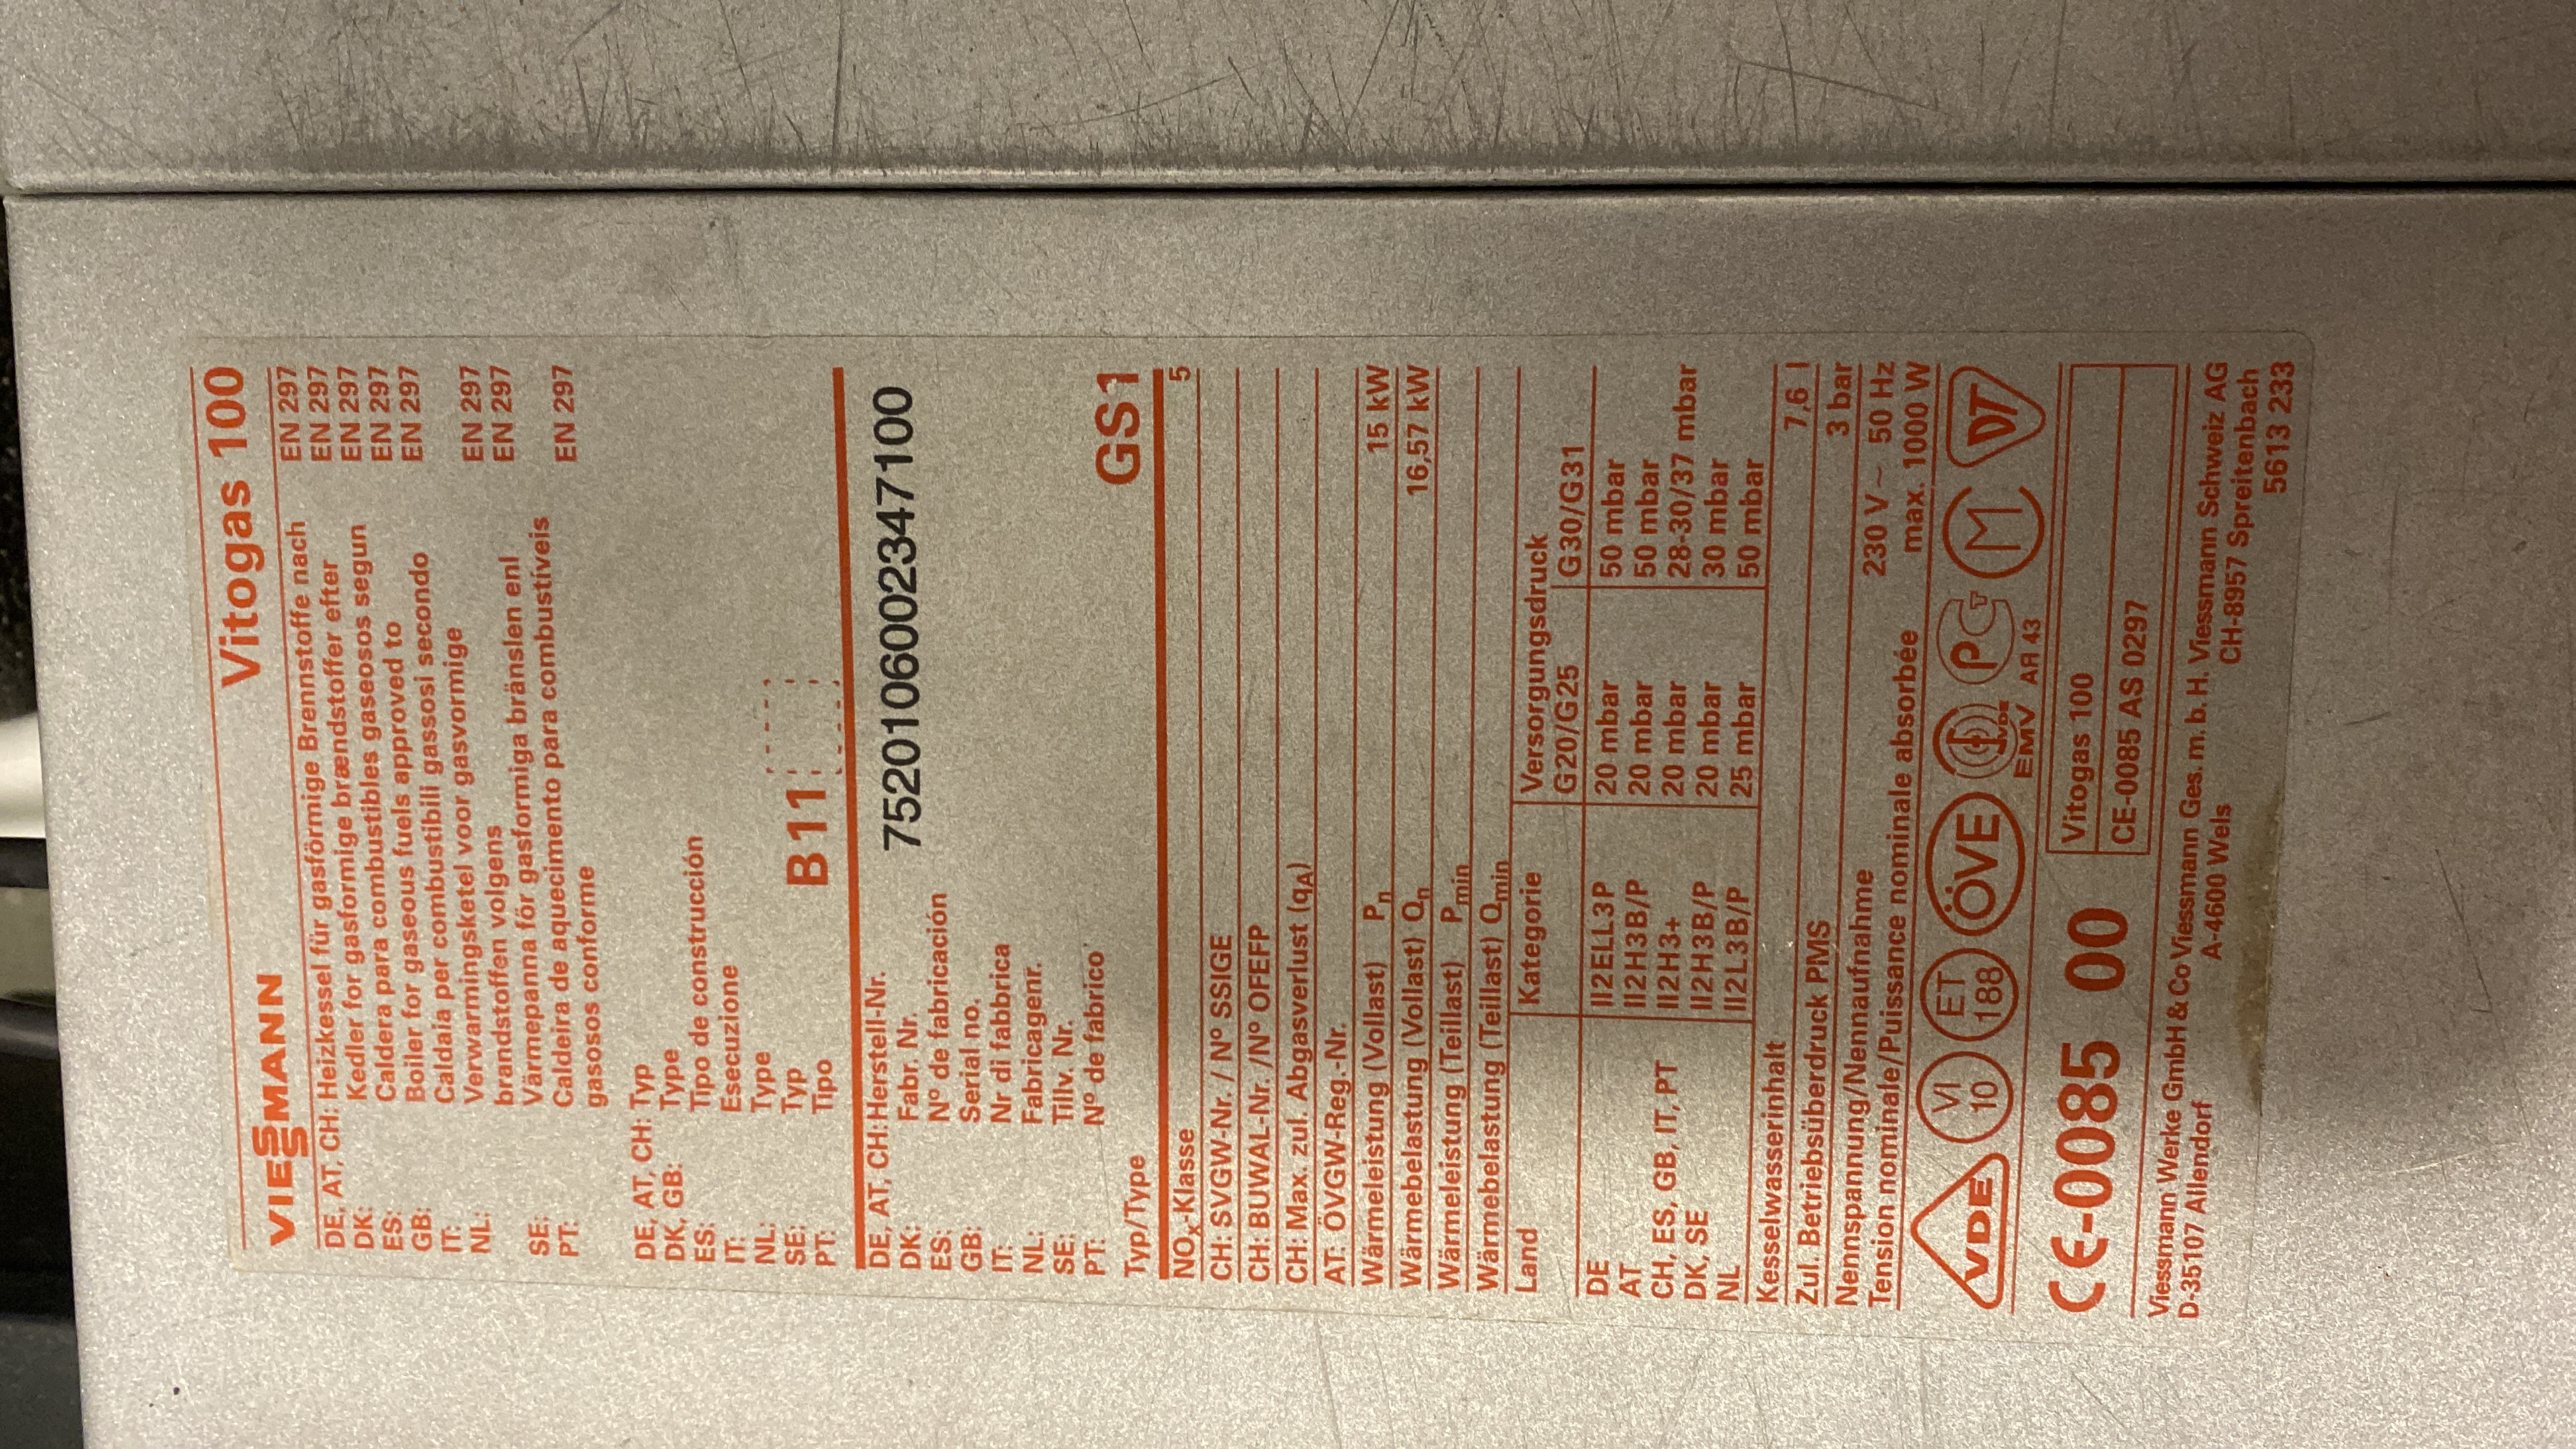 VIESSMANN Vitogas 100
DE, AT, CH: Heizkessel für gasförmige Brennstoffe nach EN 297
DK: Kedler for gasformige brændstoffer efter EN 297
ES: Caldera para combustibles gaseosos segun EN 297
GB: Boiler for gaseous fuels approved to EN 297
IT: Caldaia per combustibili gassosi secondo EN 297
NL: Verwarmingsketel voor gasvormige
brandstoffen volgens EN 297
SE: Värmepanna för gasformiga bränslen enl EN 297
PT: Caldeira de aquecimento para combustíveis
gasosos conforme EN 297
DE, AT, CH: Typ
DK, GB: Type
ES: Tipo de construcción
IT: Esecuzione
NL: Type
SE: Typ
PT: Tipo
B11
DE, AT, CH: Herstell-Nr. 7520106002347100
DK: Fabr. Nr.
ES: Nº de fabricación
GB: Serial no.
IT: Nr di fabbrica
NL: Fabricagenr.
SE: Tillv. Nr.
PT: Nº de fabrico
Typ/Type GS1
NOx-Klasse 5
CH: SVGW-Nr. / Nº SSIGE
CH: BUWAL-Nr. /Nº OFEFP
CH: Max. zul. Abgasverlust (qA)
AT: ÖVGW-Reg.-Nr.
Wärmeleistung (Vollast) Pn 15 kW
Wärmebelastung (Vollast) Qn 16,57 kW
Wärmeleistung (Teillast) Pmin
Wärmebelastung (Teillast) Qmin
Land Kategorie Versorgungsdruck
G20/G25 G30/G31
DE II2ELL3P 20 mbar 50 mbar
AT II2H3B/P 20 mbar 50 mbar
CH, ES, GB, IT, PT II2H3+ 20 mbar 28-30/37 mbar
DK, SE II2H3B/P 20 mbar 30 mbar
NL II2L3B/P 25 mbar 50 mbar
Kesselwasserinhalt 7,6 l
Zul. Betriebsüberdruck PMS 3 bar
Nennspannung/Nennaufnahme 230 V~ 50 Hz
Tension nominale/Puissance nominale absorbée max. 1000 W
VDE VI 10 ET 188 ÖVE VDE EMV PCT АЯ 43 M
CE-0085 00
Vitogas 100
CE-0085 AS 0297
Viessmann Werke GmbH & Co Viessmann Ges. m. b. H. Viessmann Schweiz AG
D-35107 Allendorf A-4600 Wels CH-8957 Spreitenbach
5613 233